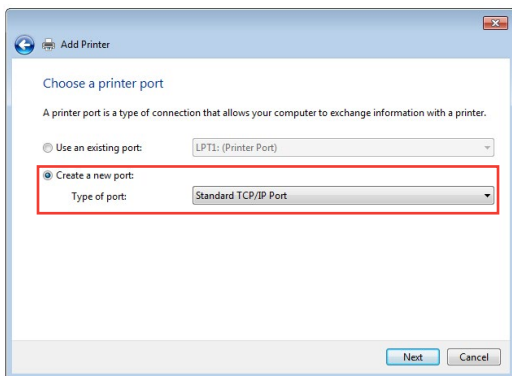 Add Printer
Choose a printer port
A printer port is a type of connection that allows your computer to exchange information with a printer.
Use an existing port: LPT1: (Printer Port)
Create a new port:
Type of port: Standard TCP/IP Port
Next Cancel